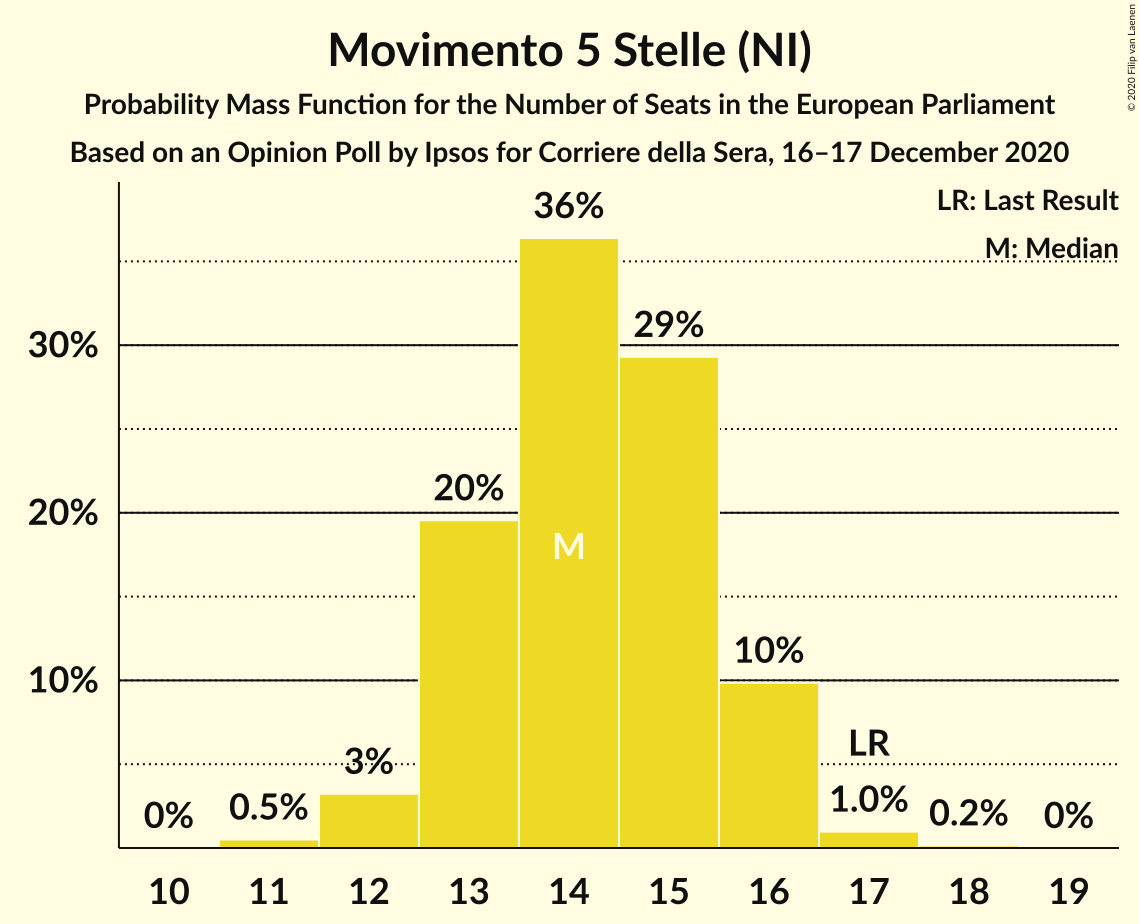 Movimento 5 Stelle (NI)
Probability Mass Function for the Number of Seats in the European Parliament
Based on an Opinion Poll by Ipsos for Corriere della Sera, 16–17 December 2020
© 2020 Filip van Laenen
LR: Last Result
M: Median
36%
29%
30%
20%
20%
M
10%
10%
LR
3%
1.0%
0.5%
0.2%
0%
0%
10 11 12 13 14 15 16 17 18 19